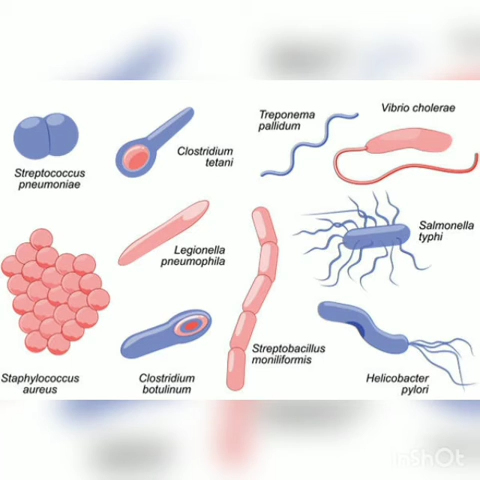 Vibrio cholerae
Treponema
pallidum
Clostridium
tetani
Streptococcus
pneumoniae
Salmonella
typhi
Legionella
pneumophila
Streptobacillus
moniliformis
Staphylococcus
aureus
Clostridium
botulinum
Helicobacter
pylori
InShOt